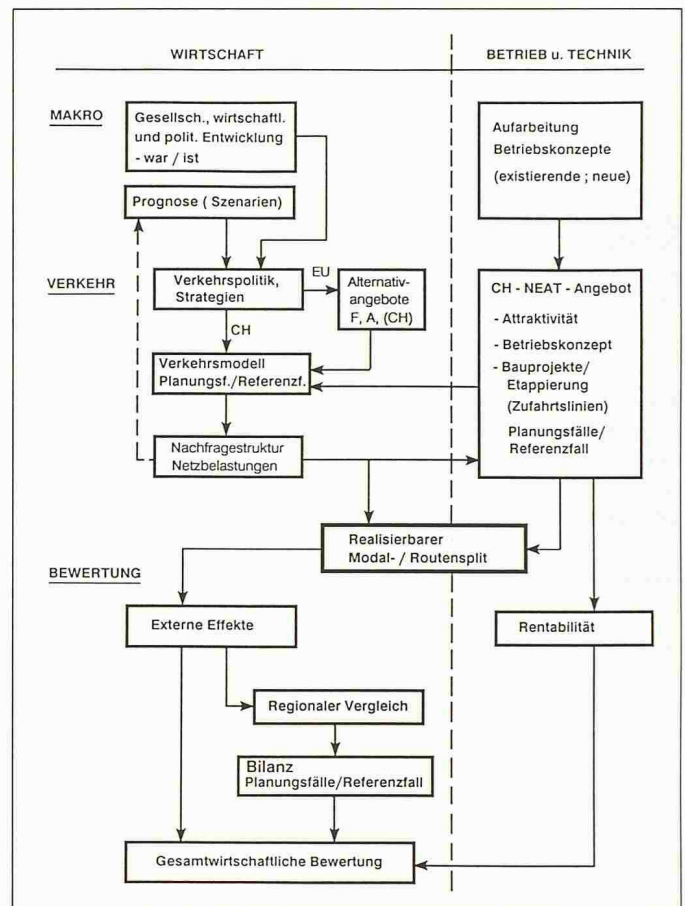 WIRTSCHAFT
BETRIEB u. TECHNIK
MAKRO
Gesellsch., wirtschaftl.
und polit. Entwicklung
- war / ist
Aufarbeitung
Betriebskonzepte
(existierende ; neue)
Prognose ( Szenarien)
VERKEHR
Verkehrspolitik,
Strategien
EU
Alternativ-
angebote
F, A, (CH)
CH
CH - NEAT - Angebot
- Attraktivität
- Betriebskonzept
- Bauprojekte/
Etappierung
(Zufahrtslinien)
Planungsfälle/
Referenzfall
Verkehrsmodell
Planungsf./Referenzf.
Nachfragestruktur
Netzbelastungen
Realisierbarer
Modal- / Routensplit
BEWERTUNG
Externe Effekte
Rentabilität
Regionaler Vergleich
Bilanz
Planungsfälle/Referenzfall
Gesamtwirtschaftliche Bewertung